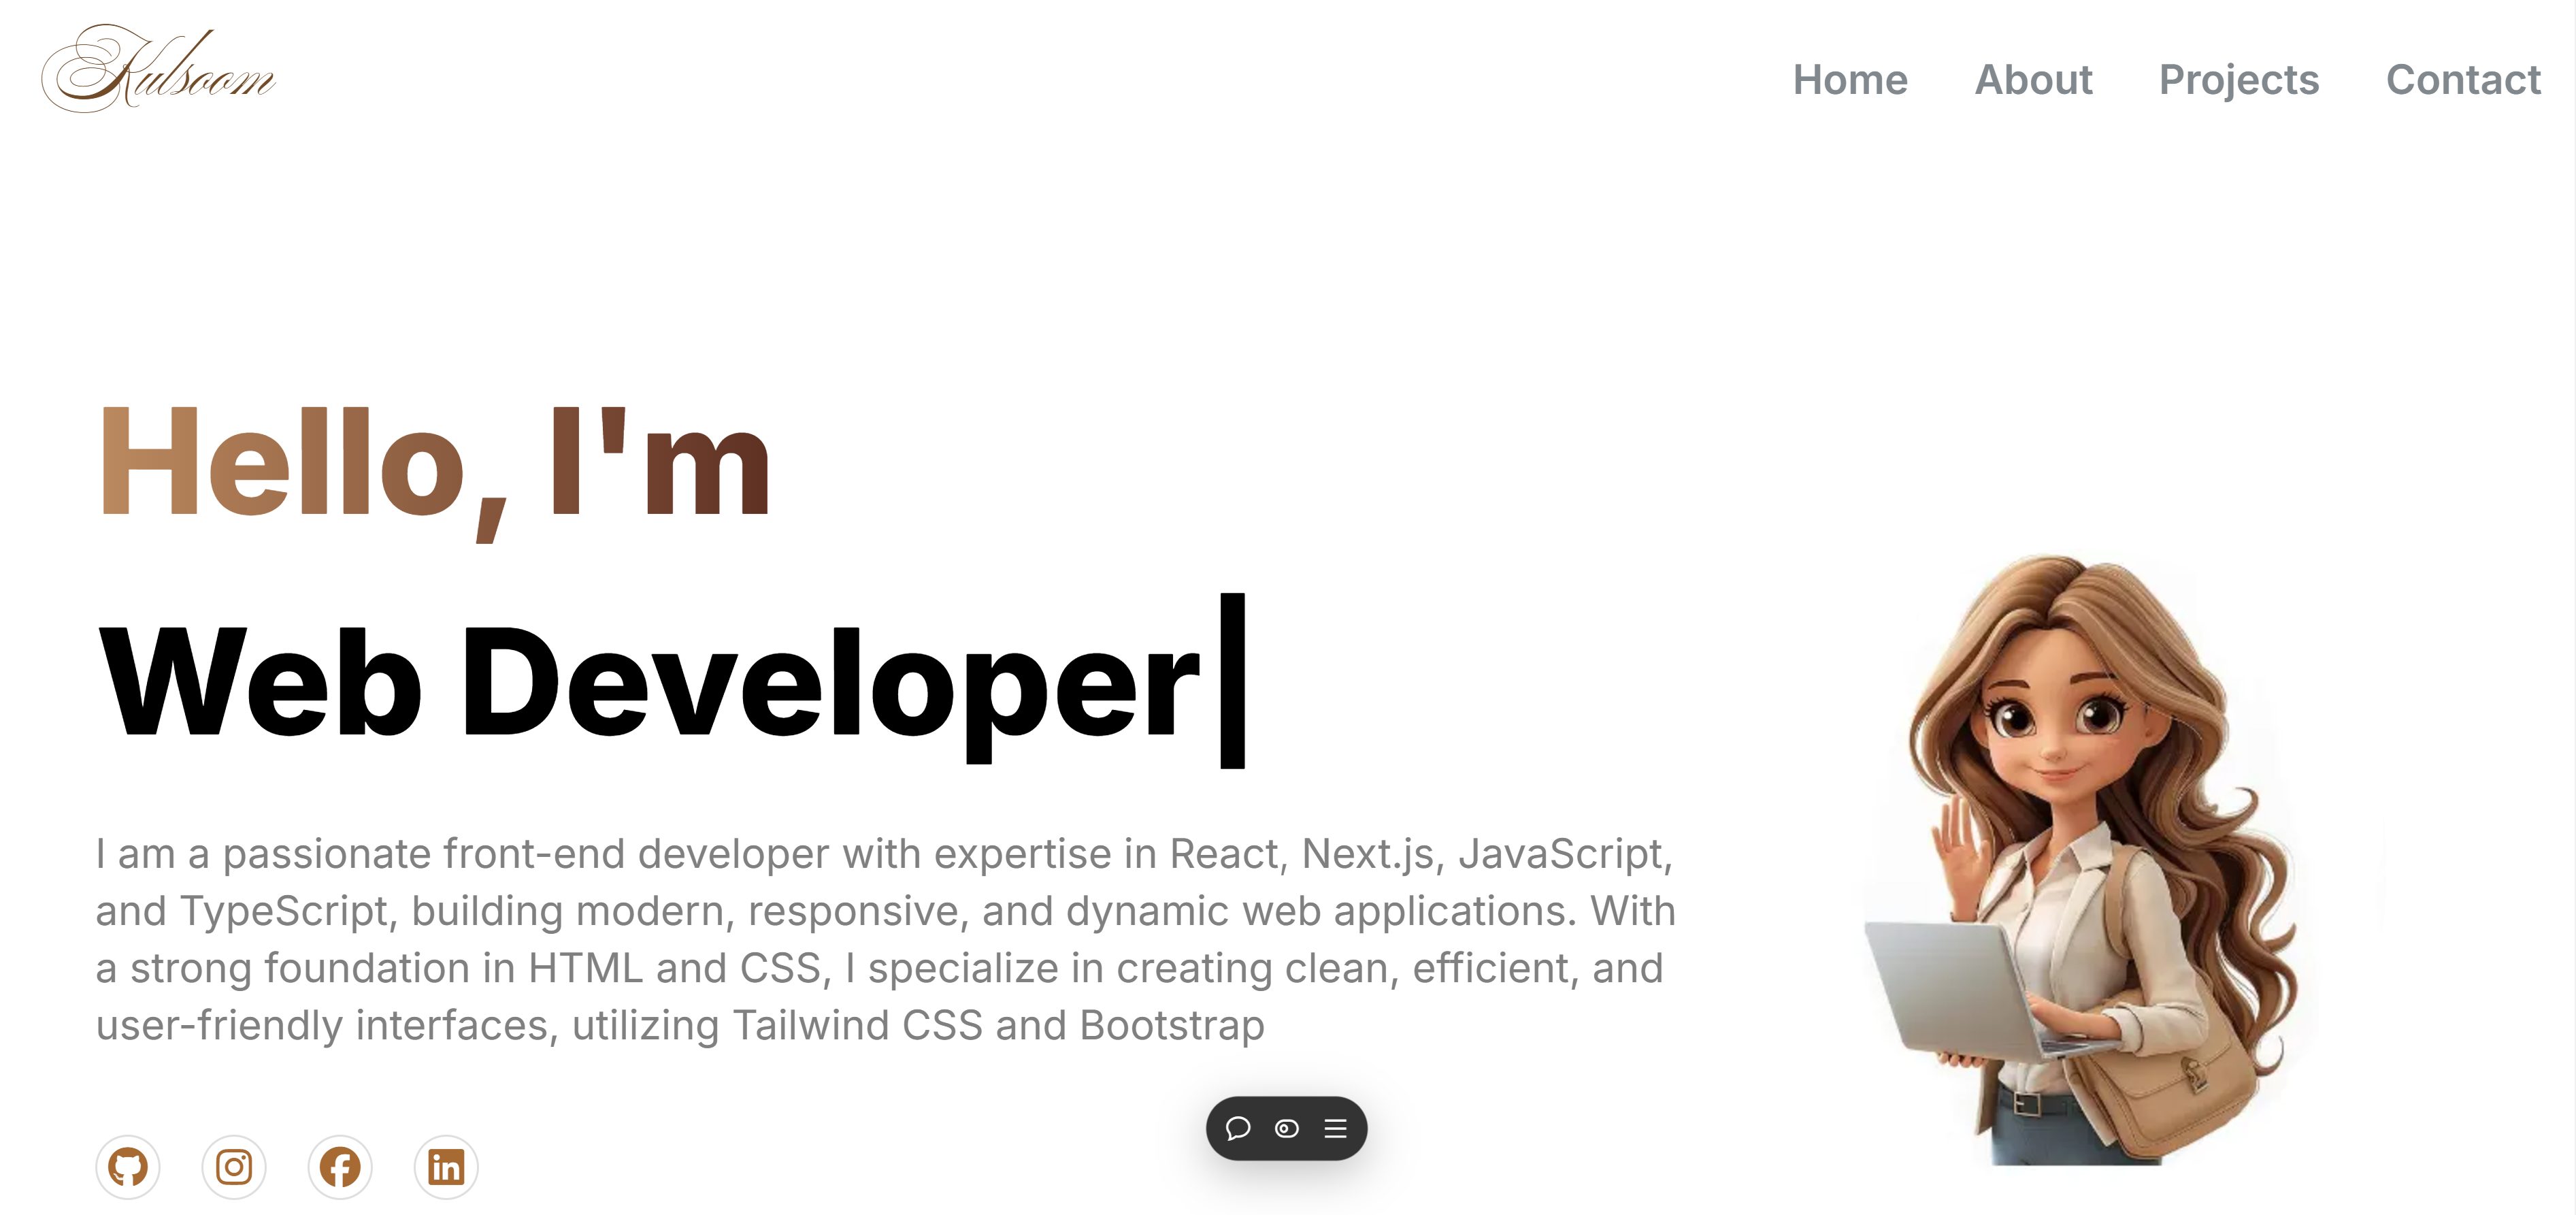 Kulsoom
Home About Projects Contact
Hello, I'm
Web Developer
I am a passionate front-end developer with expertise in React, Next.js, JavaScript,
and TypeScript, building modern, responsive, and dynamic web applications. With
a strong foundation in HTML and CSS, I specialize in creating clean, efficient, and
user-friendly interfaces, utilizing Tailwind CSS and Bootstrap